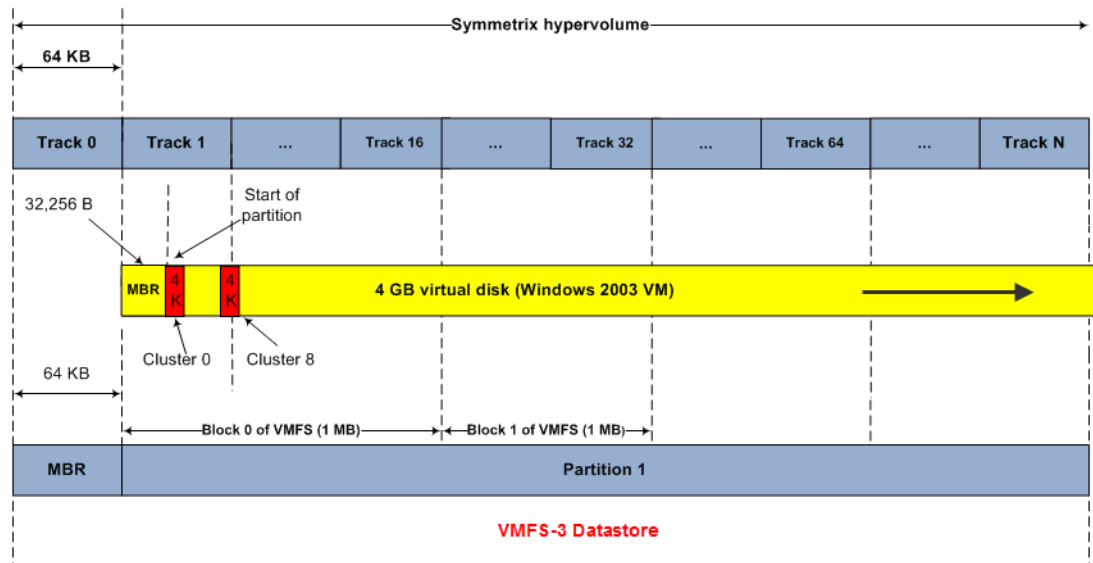 Symmetrix hypervolume
64 KB
Track 0
Track 1
...
Track 16
...
Track 32
...
Track 64
...
Track N
32,256 B
Start of
partition
MBR
4
K
4
K
4 GB virtual disk (Windows 2003 VM)
Cluster 0
Cluster 8
64 KB
Block 0 of VMFS (1 MB)
Block 1 of VMFS (1 MB)
MBR
Partition 1
VMFS-3 Datastore